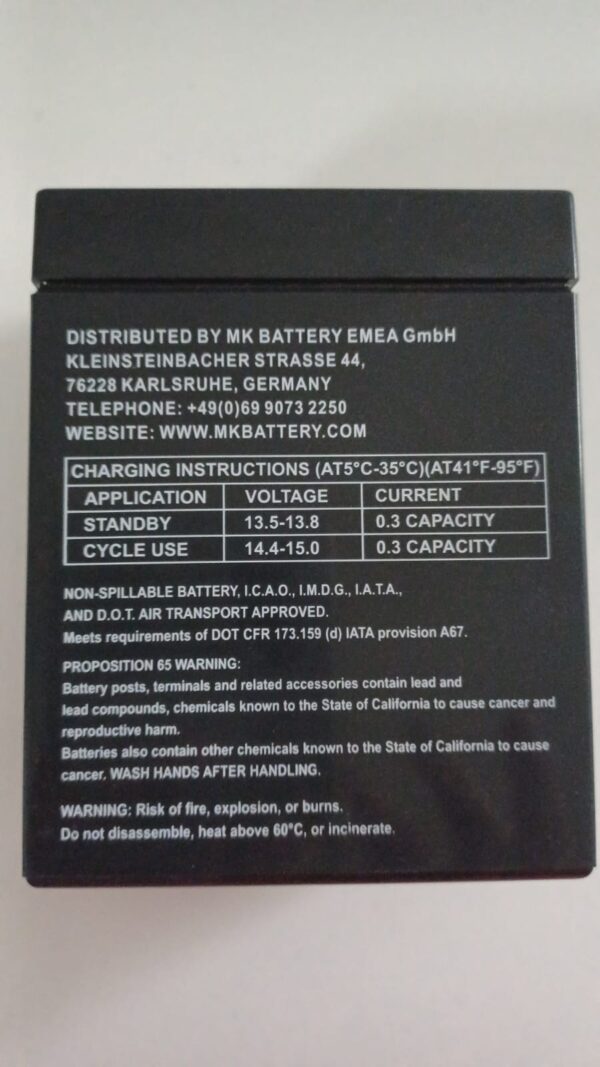 DISTRIBUTED BY MK BATTERY EMEA GmbH
KLEINSTEINBACHER STRASSE 44,
76228 KARLSRUHE, GERMANY
TELEPHONE: +49(0)69 9073 2250
WEBSITE: WWW.MKBATTERY.COM
CHARGING INSTRUCTIONS (AT5°C-35°C)(AT41°F-95°F)
APPLICATION VOLTAGE CURRENT
STANDBY 13.5-13.8 0.3 CAPACITY
CYCLE USE 14.4-15.0 0.3 CAPACITY
NON-SPILLABLE BATTERY, I.C.A.O., I.M.D.G., I.A.T.A.,
AND D.O.T. AIR TRANSPORT APPROVED.
Meets requirements of DOT CFR 173.159 (d) IATA provision A67.
PROPOSITION 65 WARNING:
Battery posts, terminals and related accessories contain lead and
lead compounds, chemicals known to the State of California to cause cancer and
reproductive harm.
Batteries also contain other chemicals known to the State of California to cause
cancer. WASH HANDS AFTER HANDLING.
WARNING: Risk of fire, explosion, or burns.
Do not disassemble, heat above 60°C, or incinerate.